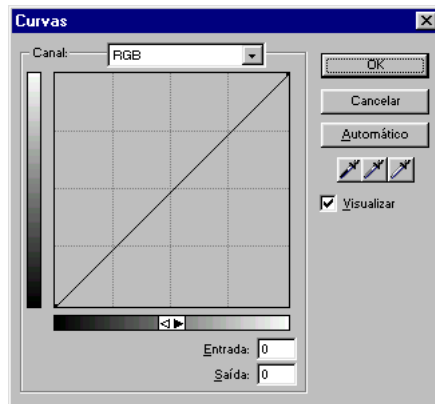 Curvas
Canal: RGB
OK
Cancelar
Automático
Visualizar
Entrada: 0
Saída: 0